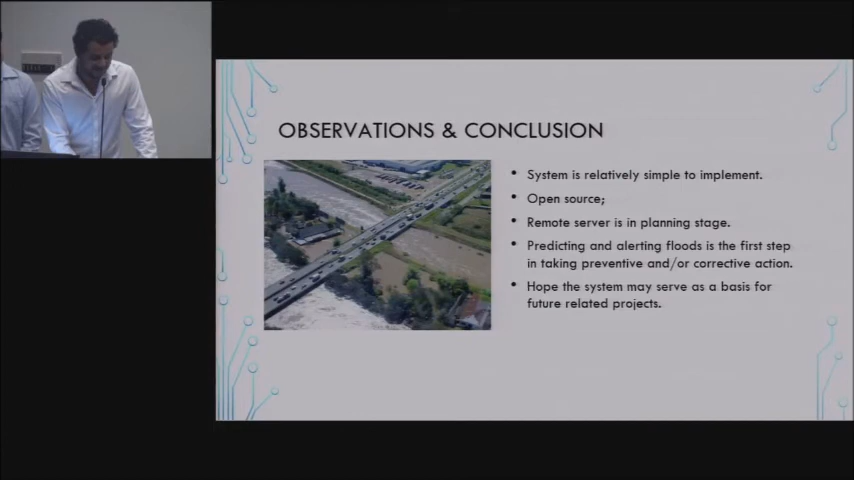 OBSERVATIONS & CONCLUSION
• System is relatively simple to implement.
• Open source;
• Remote server is in planning stage.
• Predicting and alerting floods is the first step
in taking preventive and/or corrective action.
• Hope the system may serve as a basis for
future related projects.